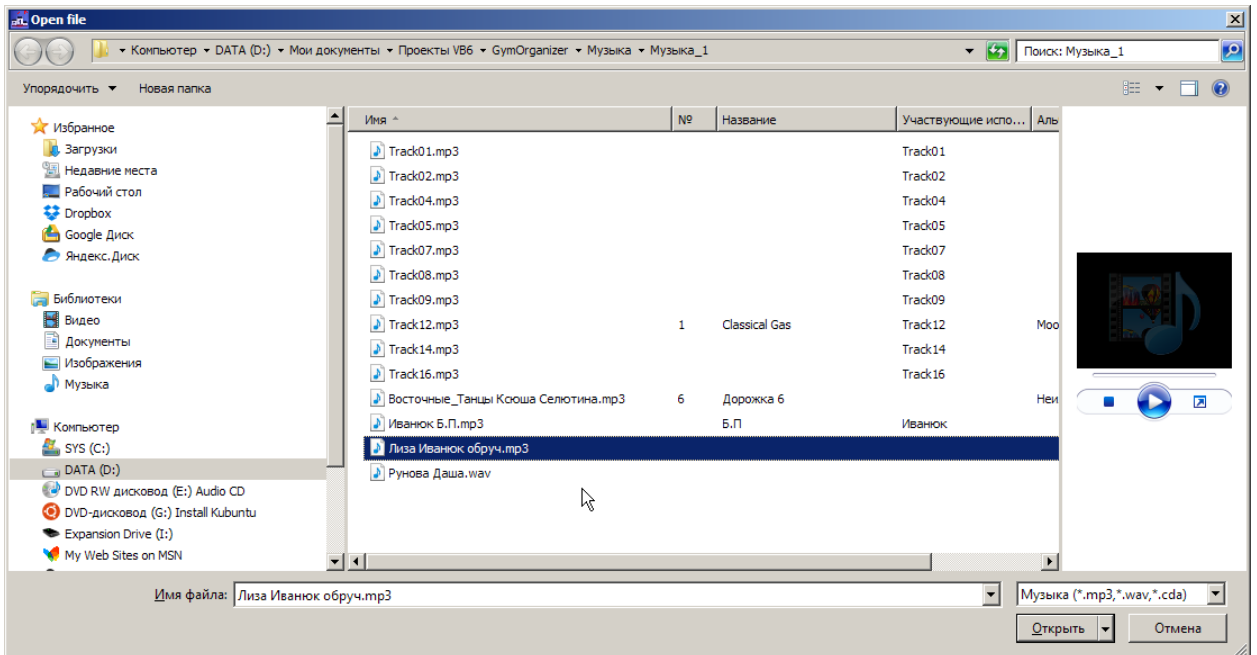 Open file
Компьютер DATA (D:) Мои документы Проекты VB6 GymOrganizer Музыка Музыка_1
Поиск: Музыка_1
Упорядочить Новая папка
Избранное
Загрузки
Недавние места
Рабочий стол
Dropbox
Google Диск
Яндекс.Диск
Библиотеки
Видео
Документы
Изображения
Музыка
Компьютер
SYS (C:)
DATA (D:)
DVD RW дисковод (E:) Audio CD
DVD-дисковод (G:) Install Kubuntu
Expansion Drive (I:)
My Web Sites on MSN
Имя № Название Участвующие испо... Аль
Track01.mp3 Track01
Track02.mp3 Track02
Track04.mp3 Track04
Track05.mp3 Track05
Track07.mp3 Track07
Track08.mp3 Track08
Track09.mp3 Track09
Track12.mp3 1 Classical Gas Track12 Moo
Track14.mp3 Track14
Track16.mp3 Track16
Восточные_Танцы Ксюша Селютина.mp3 6 Дорожка 6 Неи
Иванюк Б.П.mp3 Б.П Иванюк
Лиза Иванюк обруч.mp3
Рунова Даша.wav
Имя файла: Лиза Иванюк обруч.mp3 Музыка (*.mp3,*.wav,*.cda)
Открыть Отмена